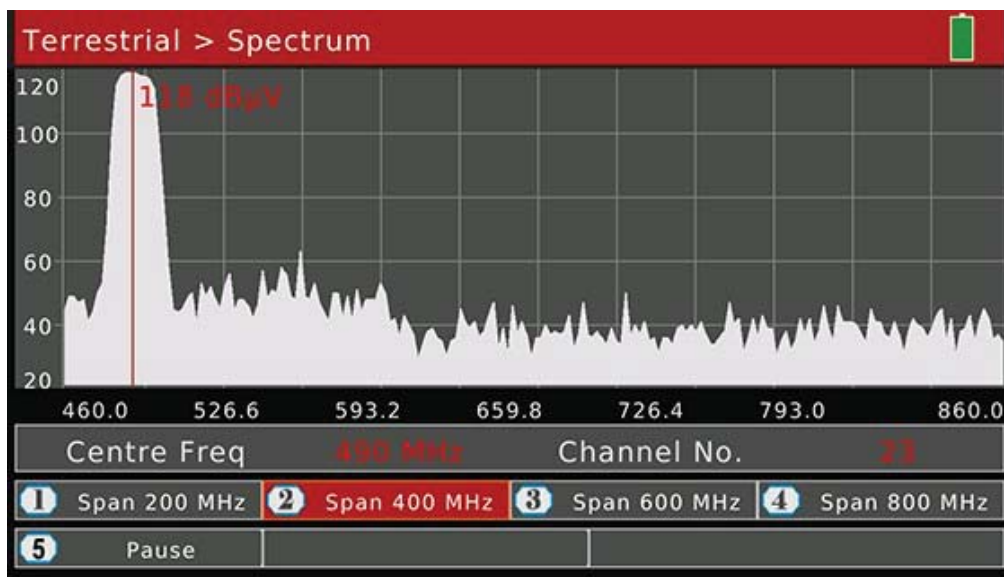 Terrestrial > Spectrum
120
118 dBµV
100
80
60
40
20
460.0 526.6 593.2 659.8 726.4 793.0 860.0
Centre Freq 490 MHz Channel No. 23
1 Span 200 MHz 2 Span 400 MHz 3 Span 600 MHz 4 Span 800 MHz
5 Pause